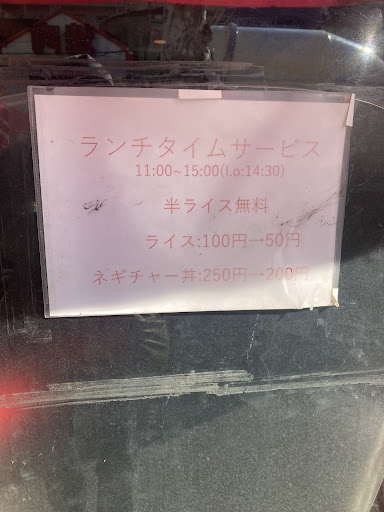 ランチタイムサービス
11:00~15:00(l.o:14:30)
半ライス無料
ライス:100円→50円
ネギチャー丼:250円→200円